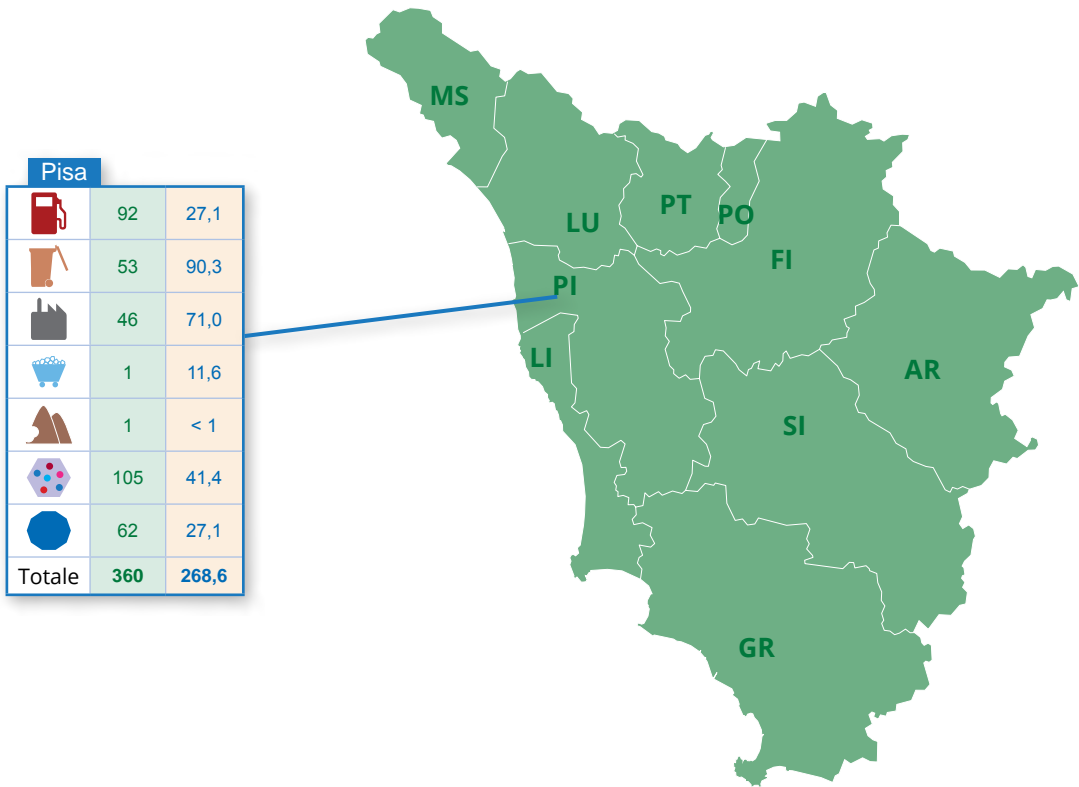 Pisa
92 27,1
53 90,3
46 71,0
1 11,6
1 < 1
105 41,4
62 27,1
Totale 360 268,6
MS
LU
PT
PO
FI
PI
LI
AR
SI
GR